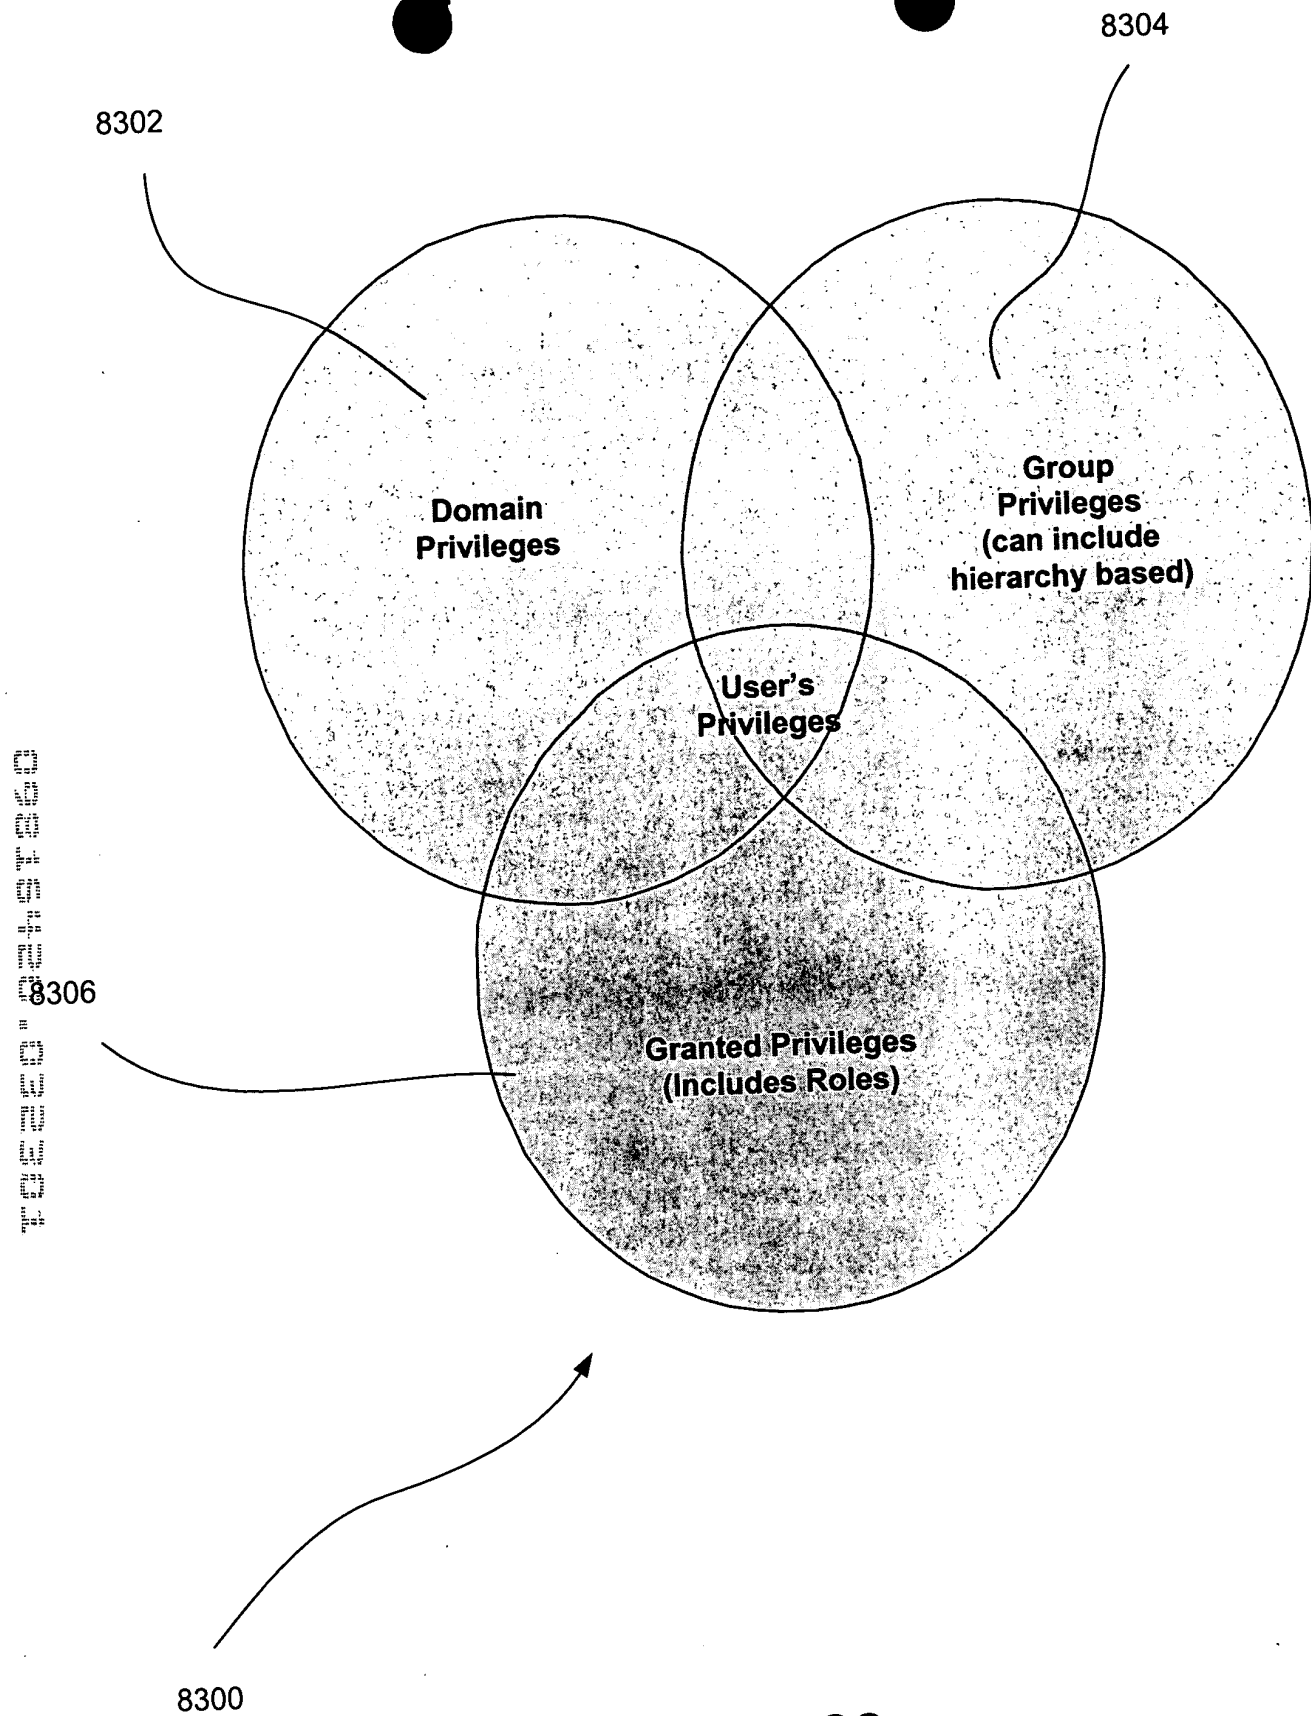 8304
8302
Group
Privileges
(can include
hierarchy based)
Domain
Privileges
User's
Privileges
8306
Granted Privileges
(Includes Roles)
8300